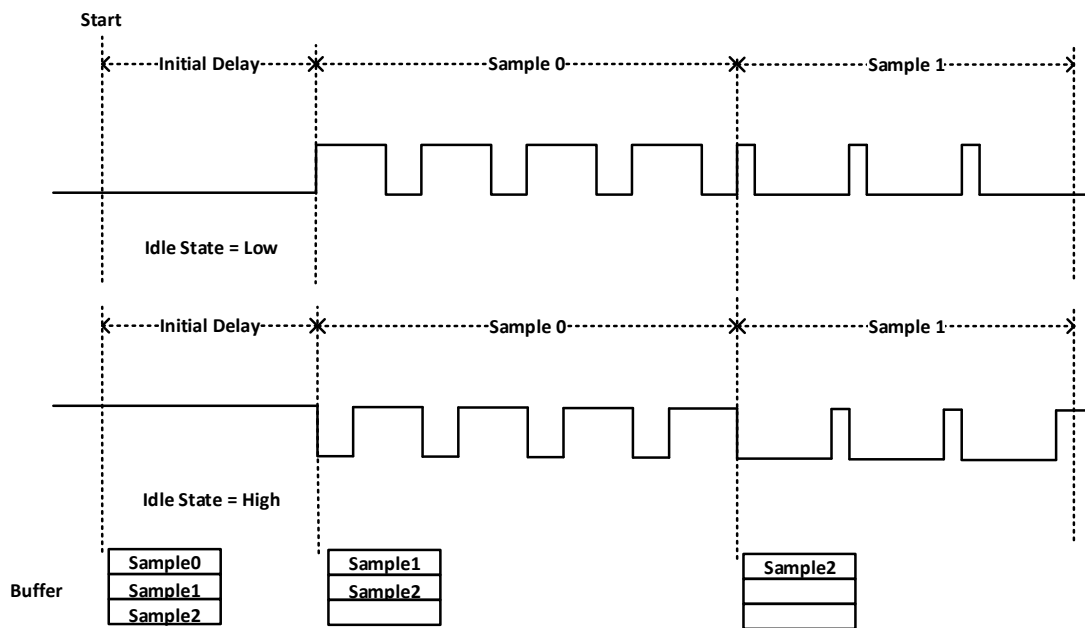 Start
Initial Delay
Sample 0
Sample 1
Idle State = Low
Initial Delay
Sample 0
Sample 1
Idle State = High
Buffer
Sample0
Sample1
Sample2
Sample1
Sample2
Sample2